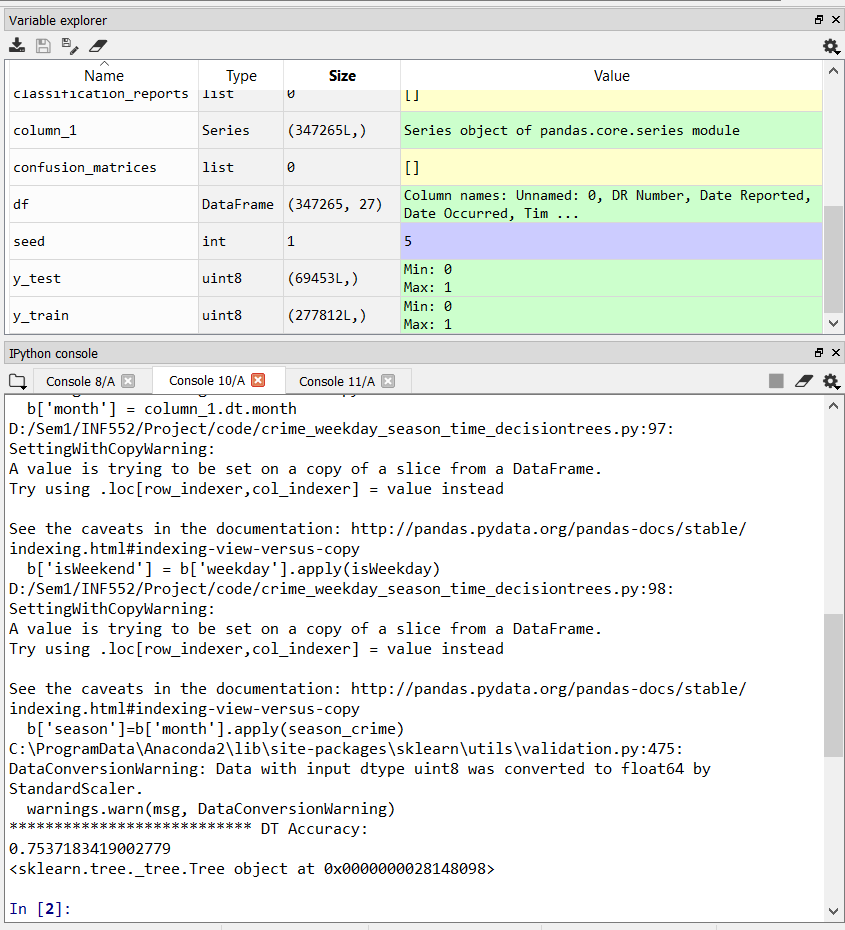 Variable explorer
Name Type Size Value
classification_reports list 0 []
column_1 Series (347265L,) Series object of pandas.core.series module
confusion_matrices list 0 []
df DataFrame (347265, 27) Column names: Unnamed: 0, DR Number, Date Reported,
Date Occurred, Tim ...
seed int 1 5
y_test uint8 (69453L,) Min: 0
Max: 1
y_train uint8 (277812L,) Min: 0
Max: 1
IPython console
Console 8/A Console 10/A Console 11/A
b['month'] = column_1.dt.month
D:/Sem1/INF552/Project/code/crime_weekday_season_time_decisiontrees.py:97:
SettingWithCopyWarning:
A value is trying to be set on a copy of a slice from a DataFrame.
Try using .loc[row_indexer,col_indexer] = value instead
See the caveats in the documentation: http://pandas.pydata.org/pandas-docs/stable/
indexing.html#indexing-view-versus-copy
b['isWeekend'] = b['weekday'].apply(isWeekday)
D:/Sem1/INF552/Project/code/crime_weekday_season_time_decisiontrees.py:98:
SettingWithCopyWarning:
A value is trying to be set on a copy of a slice from a DataFrame.
Try using .loc[row_indexer,col_indexer] = value instead
See the caveats in the documentation: http://pandas.pydata.org/pandas-docs/stable/
indexing.html#indexing-view-versus-copy
b['season']=b['month'].apply(season_crime)
C:\ProgramData\Anaconda2\lib\site-packages\sklearn\utils\validation.py:475:
DataConversionWarning: Data with input dtype uint8 was converted to float64 by
StandardScaler.
warnings.warn(msg, DataConversionWarning)
*************************** DT Accuracy:
0.7537183419002779
<sklearn.tree._tree.Tree object at 0x0000000028148098>
In [2]: